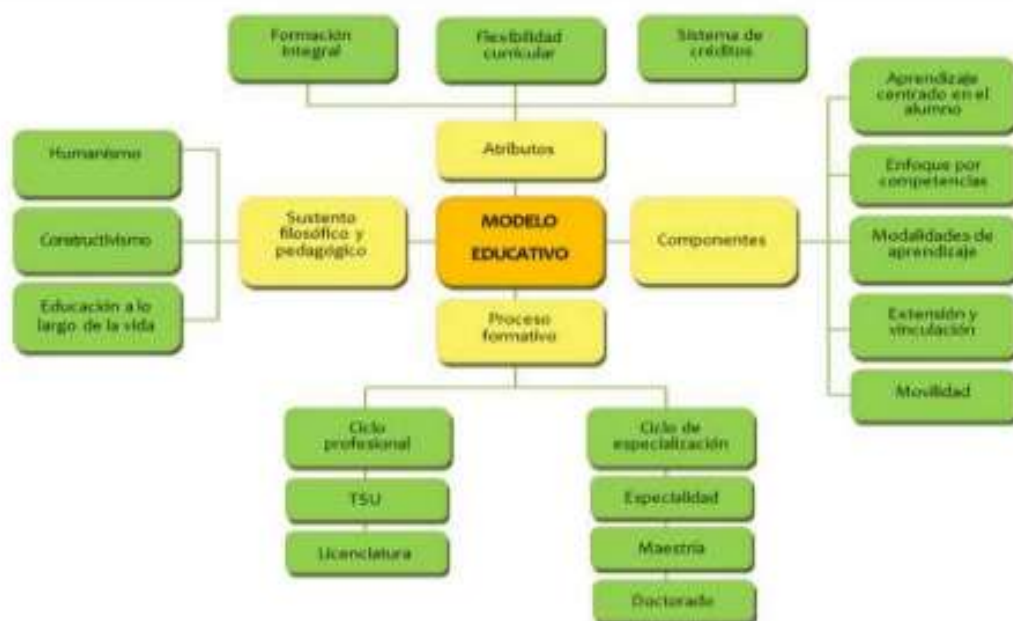 Formación
Integral
Flexibilidad
curricular
Sistema de
créditos
Atributos
Humanismo
Constructivismo
Educación a lo
largo de la vida
Sustento
filosófico y
pedagógico
MODELO
EDUCATIVO
Componentes
Aprendizaje
centrado en el
alumno
Enfoque por
competencias
Modalidades de
aprendizaje
Extensión y
vinculación
Movilidad
Proceso
formativo
Ciclo
profesional
TSU
Licenciatura
Ciclo de
especialización
Especialidad
Maestría
Doctorado